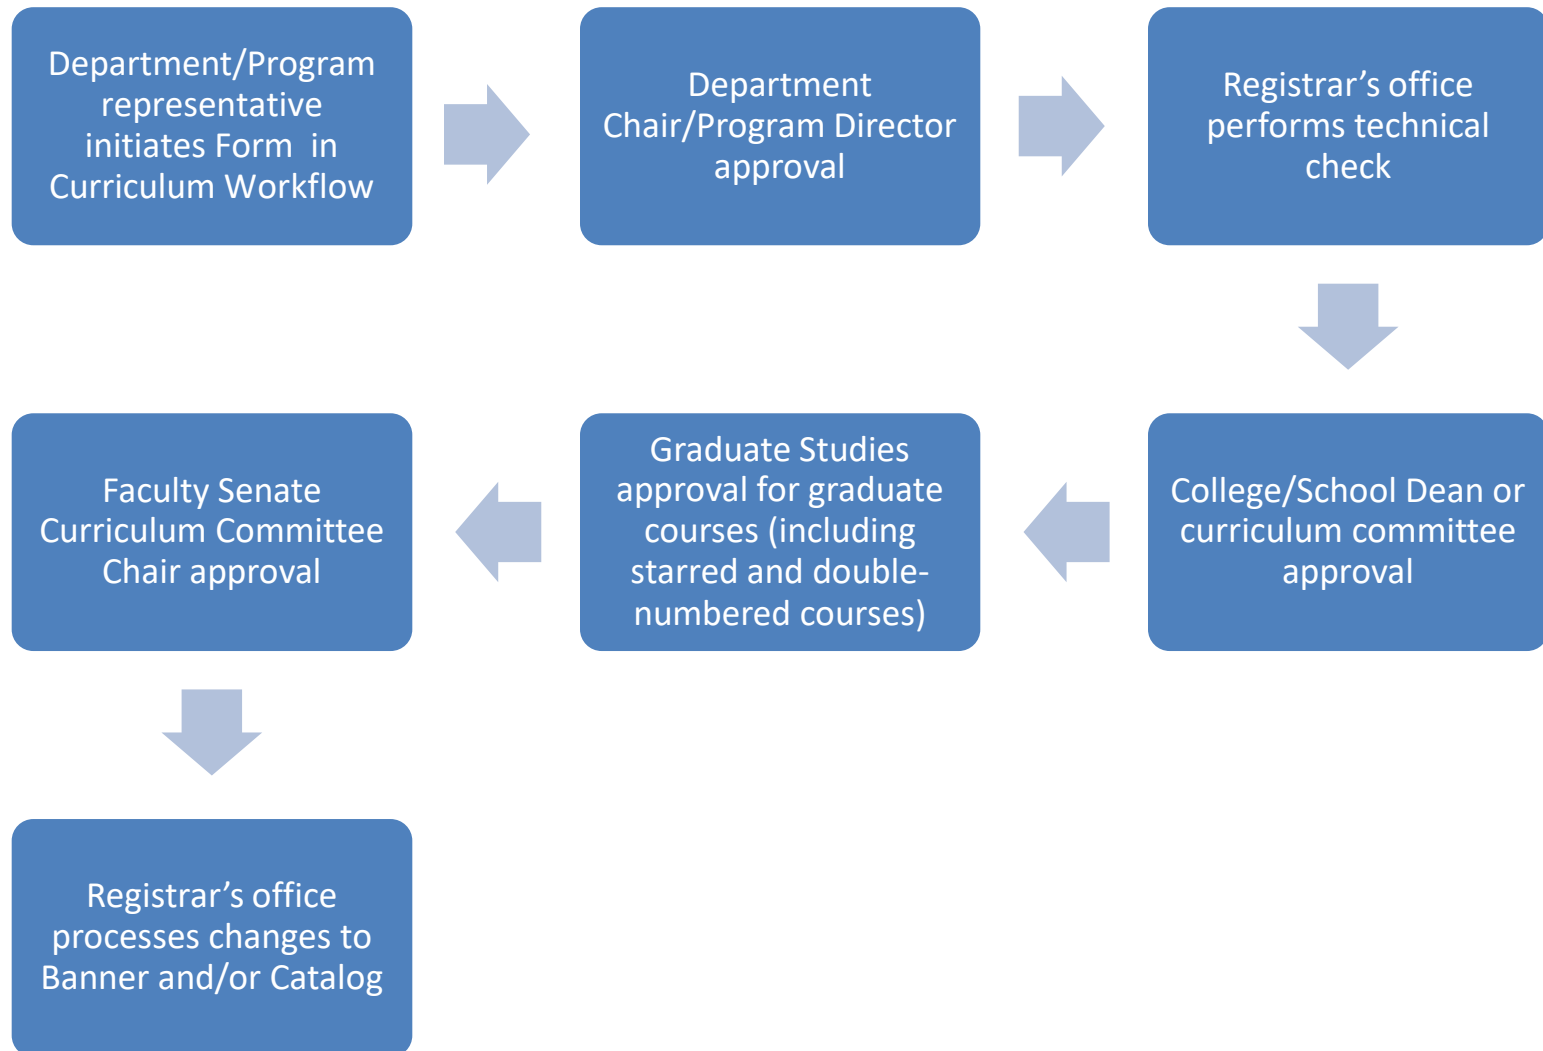 Department/Program
representative
initiates Form  in
Curriculum Workflow
Department
Chair/Program Director
approval
Registrar’s office
performs technical
check
College/School Dean or
curriculum committee
approval
Graduate Studies
approval for graduate
courses (including
starred and double-
numbered courses)
Faculty Senate
Curriculum Committee
Chair approval
Registrar’s office
processes changes to
Banner and/or Catalog